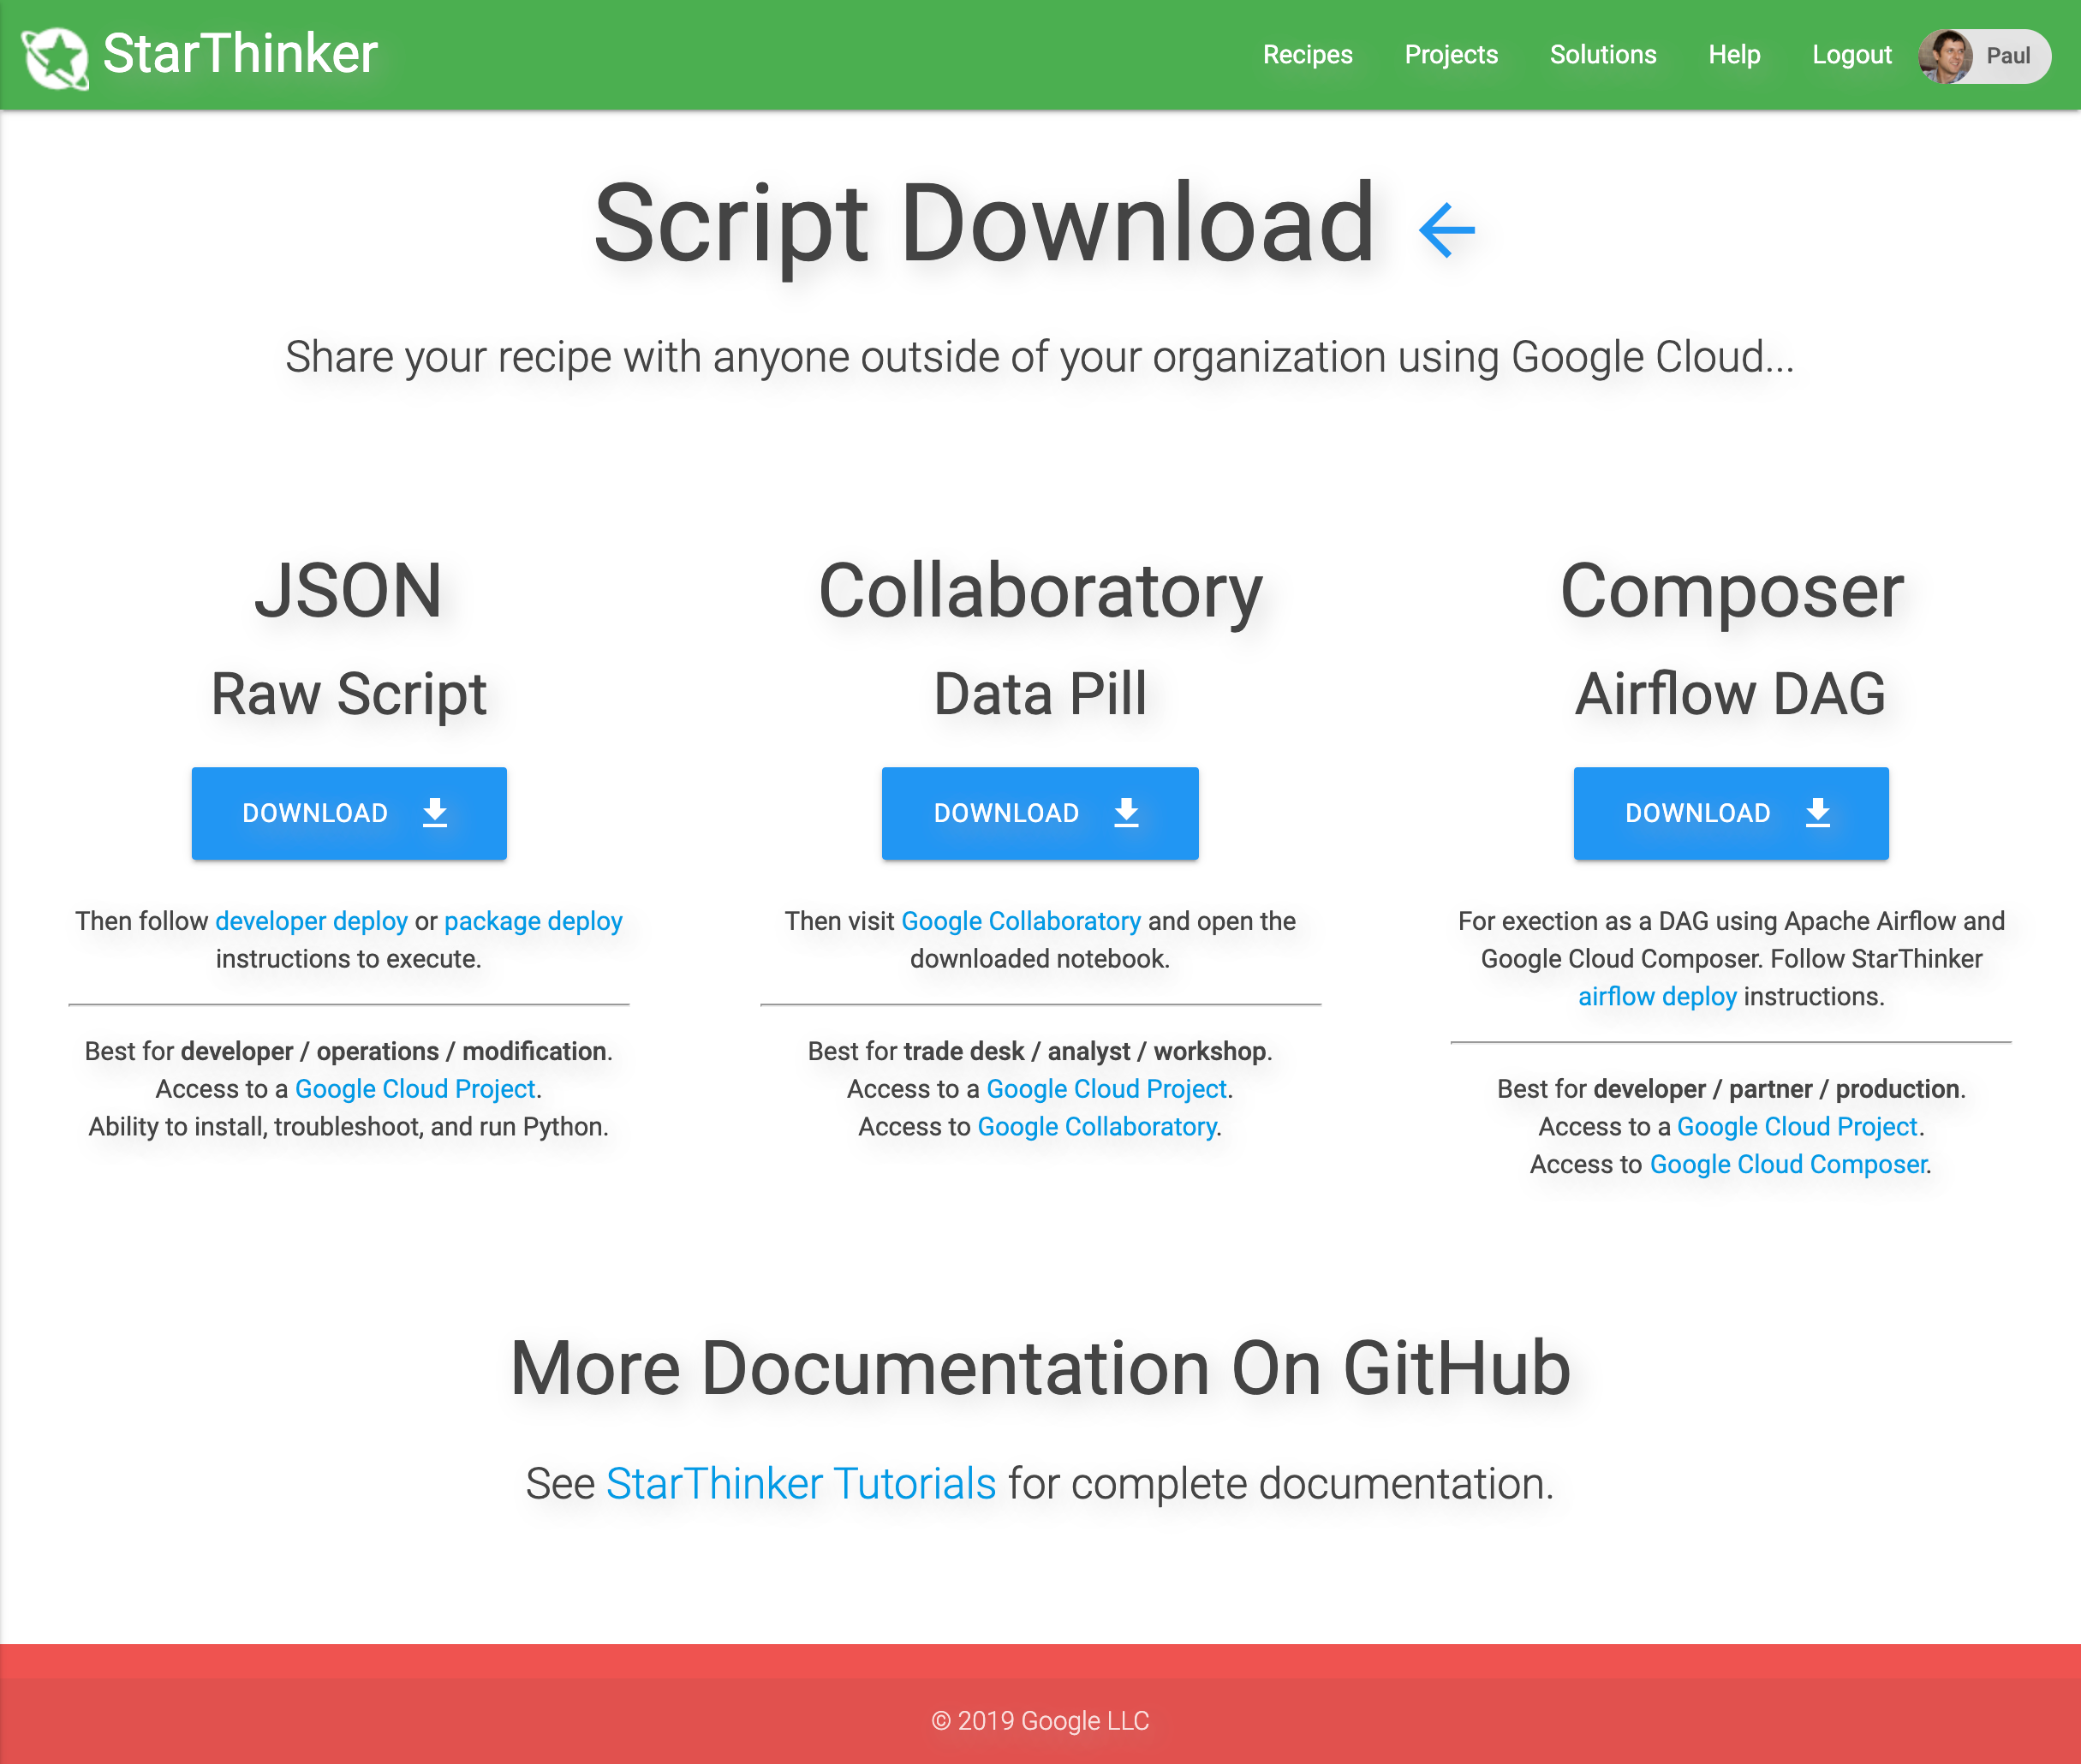 StarThinker
Recipes Projects Solutions Help Logout Paul
Script Download
Share your recipe with anyone outside of your organization using Google Cloud...
JSON
Raw Script
DOWNLOAD
Then follow developer deploy or package deploy
instructions to execute.
Best for developer / operations / modification.
Access to a Google Cloud Project.
Ability to install, troubleshoot, and run Python.
Collaboratory
Data Pill
DOWNLOAD
Then visit Google Collaboratory and open the
downloaded notebook.
Best for trade desk / analyst / workshop.
Access to a Google Cloud Project.
Access to Google Collaboratory.
Composer
Airflow DAG
DOWNLOAD
For exection as a DAG using Apache Airflow and
Google Cloud Composer. Follow StarThinker
airflow deploy instructions.
Best for developer / partner / production.
Access to a Google Cloud Project.
Access to Google Cloud Composer.
More Documentation On GitHub
See StarThinker Tutorials for complete documentation.
© 2019 Google LLC